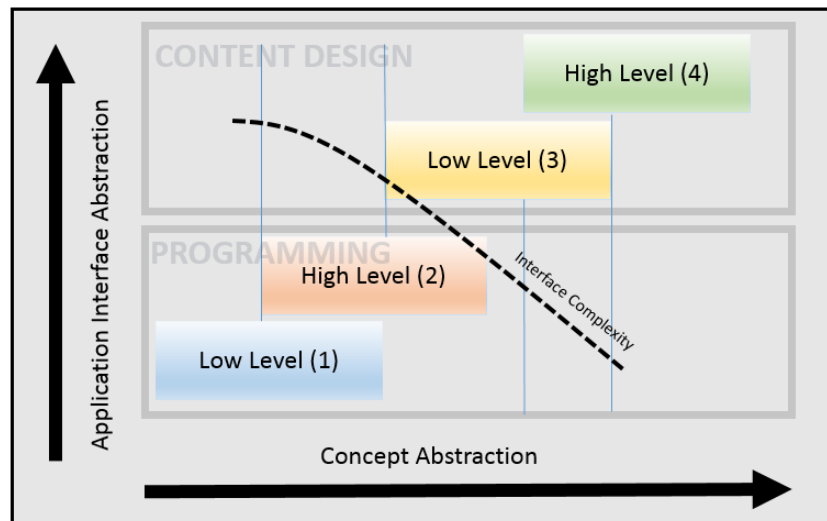 CONTENT DESIGN
High Level (4)
Low Level (3)
PROGRAMMING
High Level (2)
Low Level (1)
Interface Complexity
Application Interface Abstraction
Concept Abstraction